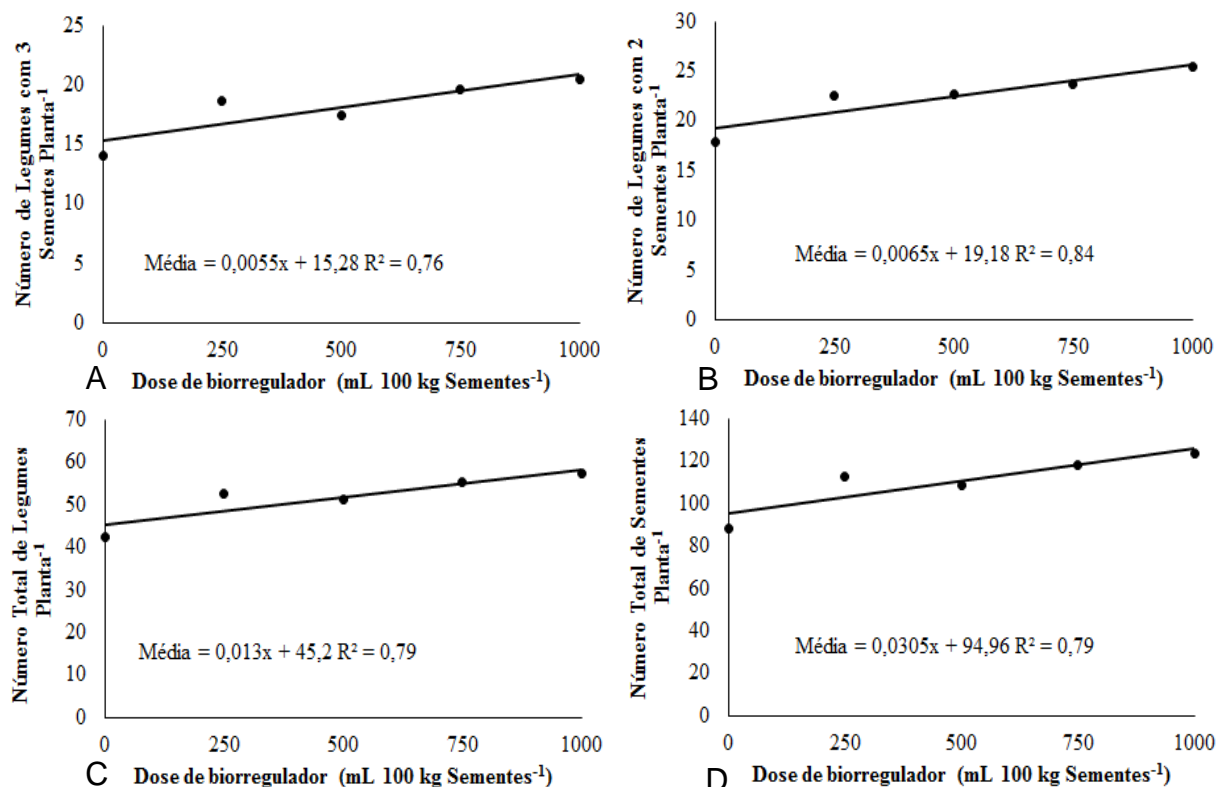 Número de Legumes com 3
Sementes Planta⁻¹
25
20
15
10
5
0
Média = 0,0055x + 15,28 R² = 0,76
0 250 500 750 1000
A
Dose de biorregulador (mL 100 kg Sementes⁻¹)
Número de Legumes com 2
Sementes Planta⁻¹
30
25
20
15
10
5
0
Média = 0,0065x + 19,18 R² = 0,84
0 250 500 750 1000
B
Dose de biorregulador (mL 100 kg Sementes⁻¹)
Número Total de Legumes
Planta⁻¹
70
60
50
40
30
20
10
0
Média = 0,013x + 45,2 R² = 0,79
0 250 500 750 1000
C
Dose de biorregulador (mL 100 kg Sementes⁻¹)
Número Total de Sementes
Planta⁻¹
140
120
100
80
60
40
20
0
Média = 0,0305x + 94,96 R² = 0,79
0 250 500 750 1000
D
Dose de biorregulador (mL 100 kg Sementes⁻¹)